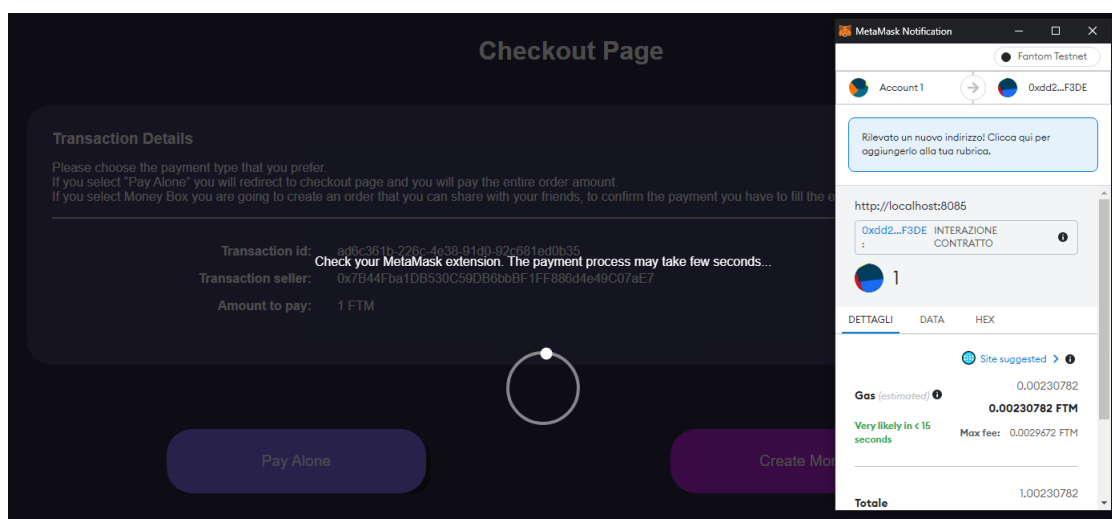 Checkout Page
Transaction Details
Please choose the payment type that you prefer.
If you select "Pay Alone" you will redirect to checkout page and you will pay the entire order amount.
If you select Money Box you are going to create an order that you can share with your friends, to confirm the payment you have to fill the e
Transaction id: ad6c361b-226c-4e38-91d0-92c681ed0b35
Check your MetaMask extension. The payment process may take few seconds...
Transaction seller: 0x7B44Fba1DB530C59DB6bbBF1FF886d4e49C07aE7
Amount to pay: 1 FTM
Pay Alone
Create Mon
MetaMask Notification
Fantom Testnet
Account 1
0xdd2...F3DE
Rilevato un nuovo indirizzo! Clicca qui per
aggiungerlo alla tua rubrica.
http://localhost:8085
0xdd2...F3DE INTERAZIONE
: CONTRATTO
1
DETTAGLI DATA HEX
Site suggested >
0.00230782
Gas (estimated) 0.00230782 FTM
Very likely in < 15
seconds
Max fee: 0.0029672 FTM
1.00230782
Totale